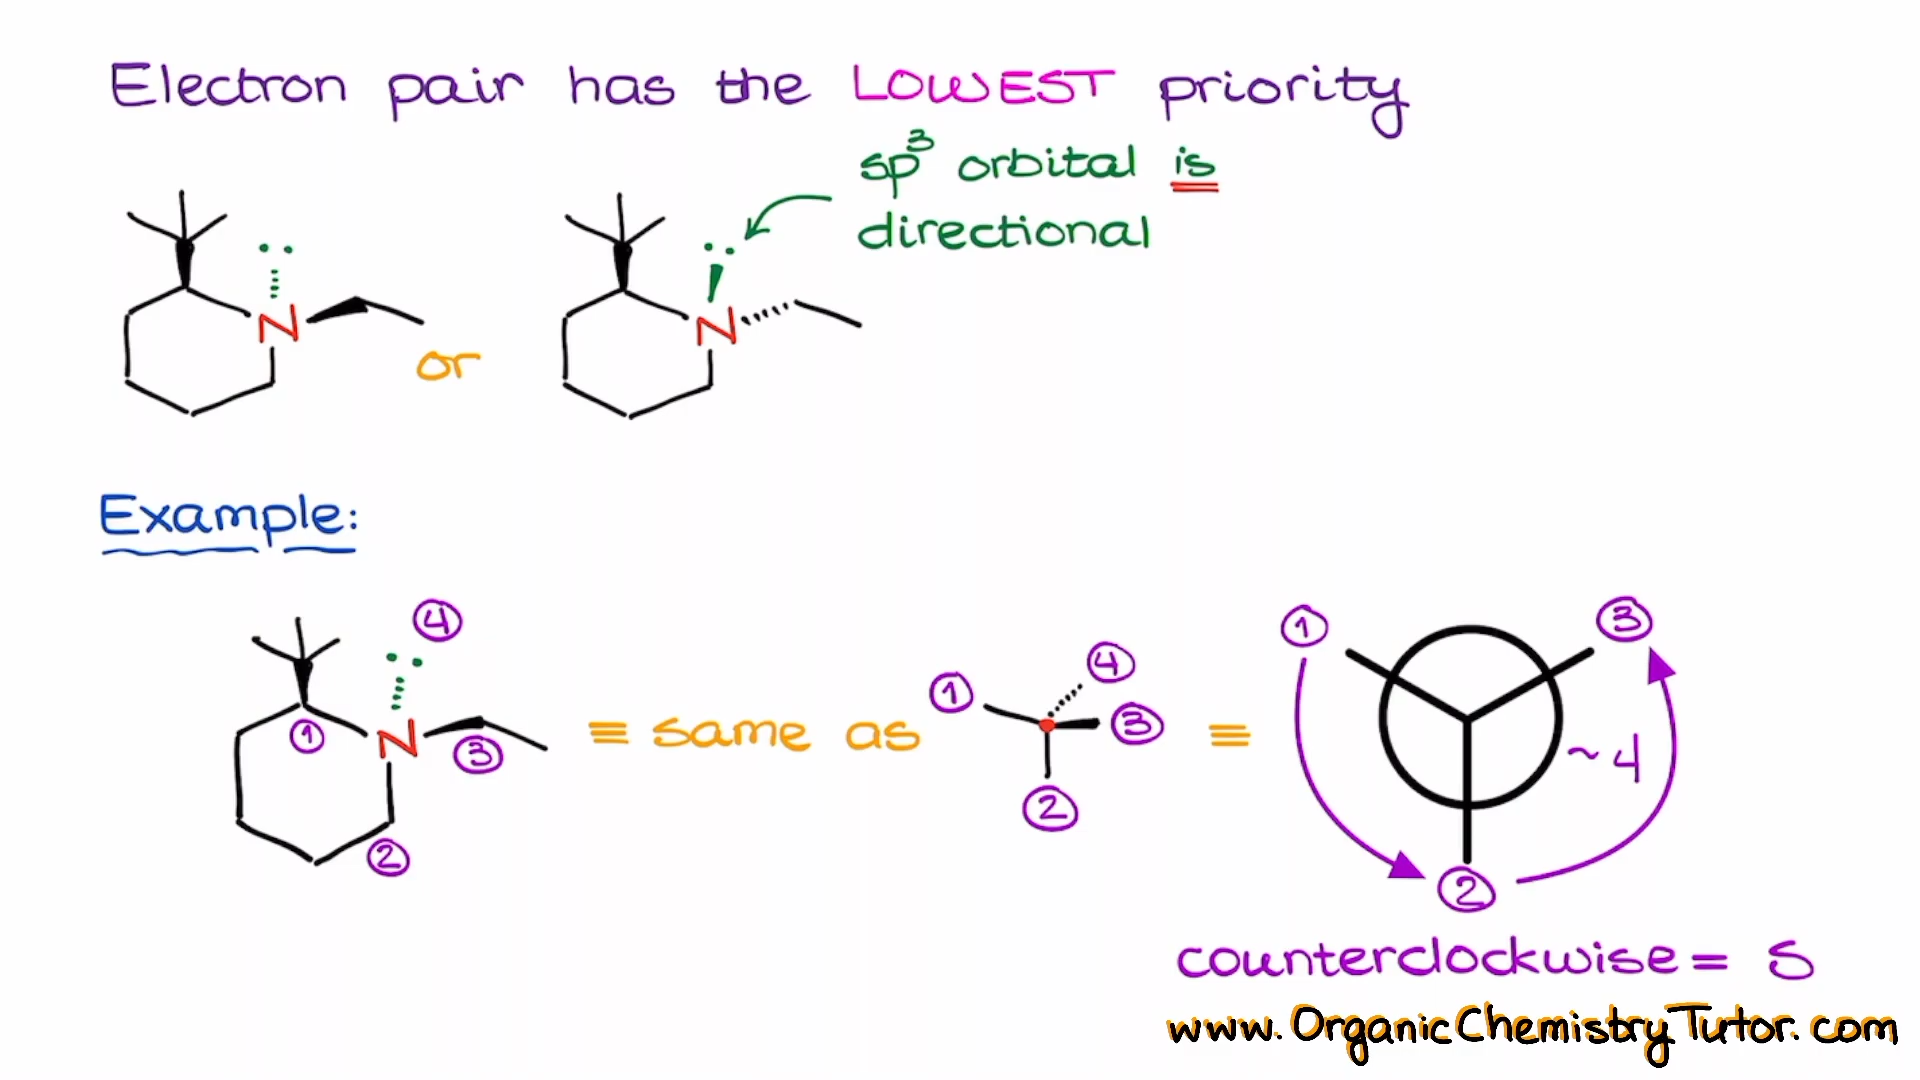 Electron pair has the LOWEST priority
sp³ orbital is
directional
N
or
N
Example:
4
1
N
3
2
≡ same as
1
4
3
2
≡
1
3
~4
2
counterclockwise = S
www.OrganicChemistryTutor.com